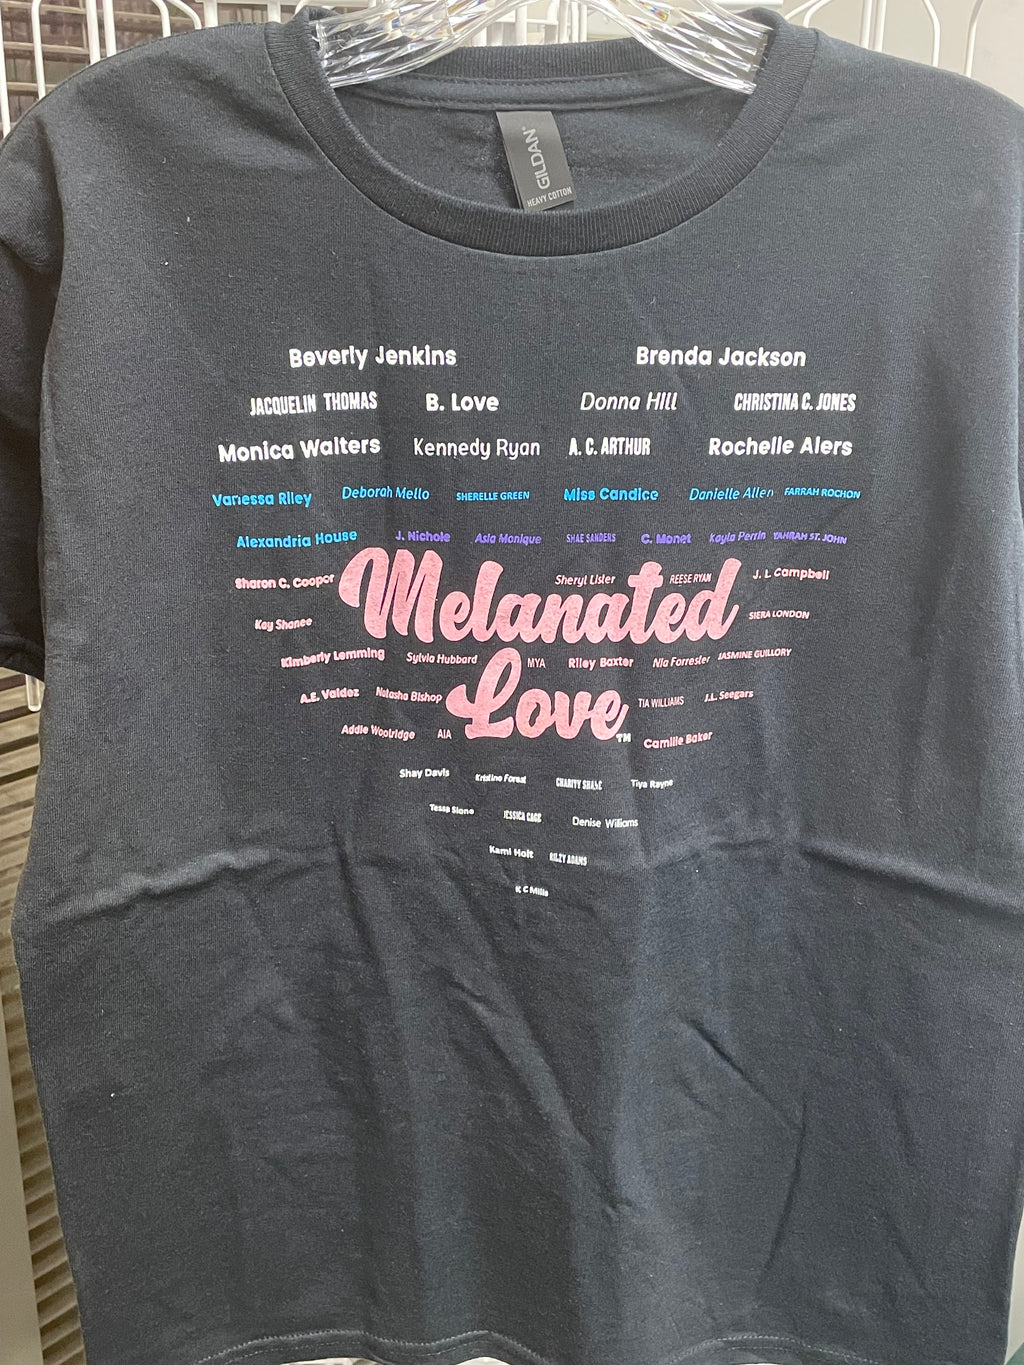 GILDAN
HEAVY COTTON
Beverly Jenkins Brenda Jackson
JACQUELIN THOMAS B. Love Donna Hill CHRISTINA C. JONES
Monica Walters Kennedy Ryan A. C. ARTHUR Rochelle Alers
Vanessa Riley Deborah Mello SHERELLE GREEN Miss Candice Danielle Allen FARRAH ROCHON
Alexandria House J. Nichole Asia Monique SHAE SANDERS C. Monet Kayla Perrin YAHRAH ST. JOHN
Sharon C. Cooper Sheryl Lister REESE RYAN J. L Campbell
Melanated
Kay Shanee SIERA LONDON
Kimberly Lemming Sylvia Hubbard MYA Riley Baxter Nia Forrester JASMINE GUILLORY
A.E. Valdez Natasha Bishop Love TIA WILLIAMS J.L. Seegars
Addie Woolridge AIA TM Camille Baker
Shay Davis Kristine Forest CHARITY SHANE Tiya Rayne
Tessa Slone JESSICA CAGE Denise Williams
Kami Holt RILZY ADAMS
K C Mills